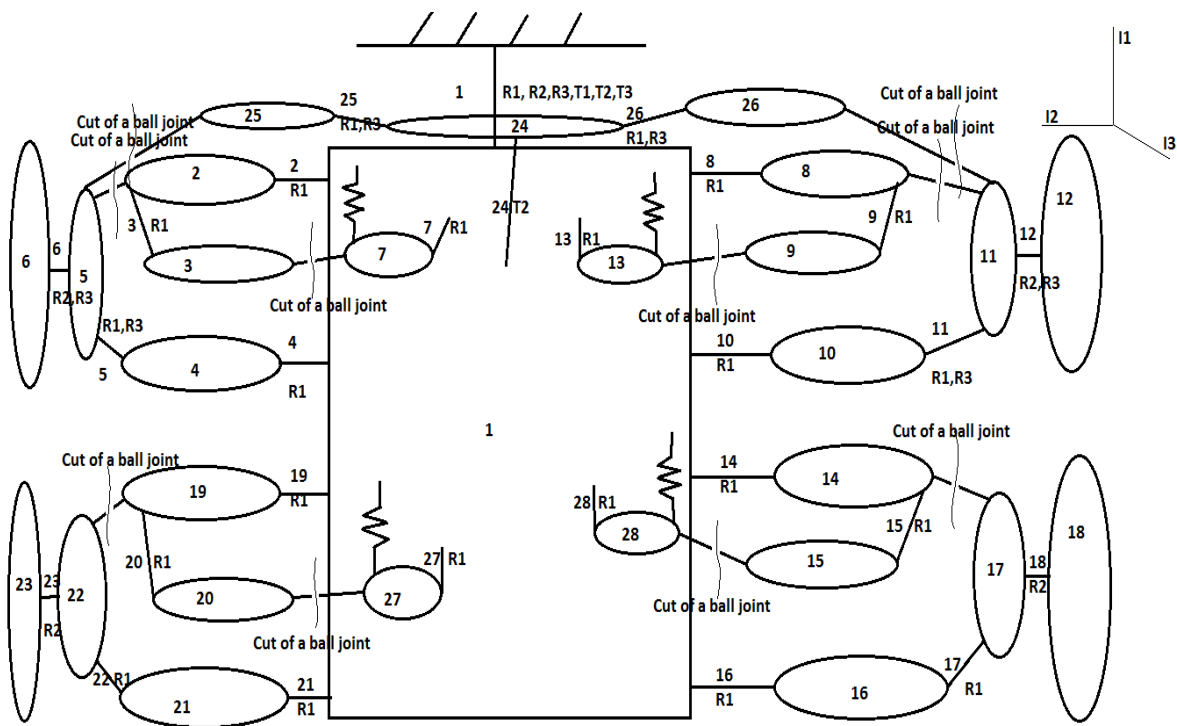 I1
I2
I3
1
R1, R2,R3,T1,T2,T3
25
25
R1,R3
24
26
R1,R3
26
Cut of a ball joint
Cut of a ball joint
Cut of a ball joint
Cut of a ball joint
2
2
R1
3
R1
3
7
7
R1
24
T2
13
R1
13
8
R1
8
9
R1
9
12
11
12
R2,R3
6
6
5
R2,R3
Cut of a ball joint
Cut of a ball joint
R1,R3
5
4
4
R1
10
R1
10
11
R1,R3
1
Cut of a ball joint
19
19
R1
14
R1
14
Cut of a ball joint
28
R1
28
15
R1
15
20
R1
20
27
R1
27
23
23
R2
22
17
18
R2
18
Cut of a ball joint
Cut of a ball joint
22
R1
21
21
R1
16
R1
16
17
R1